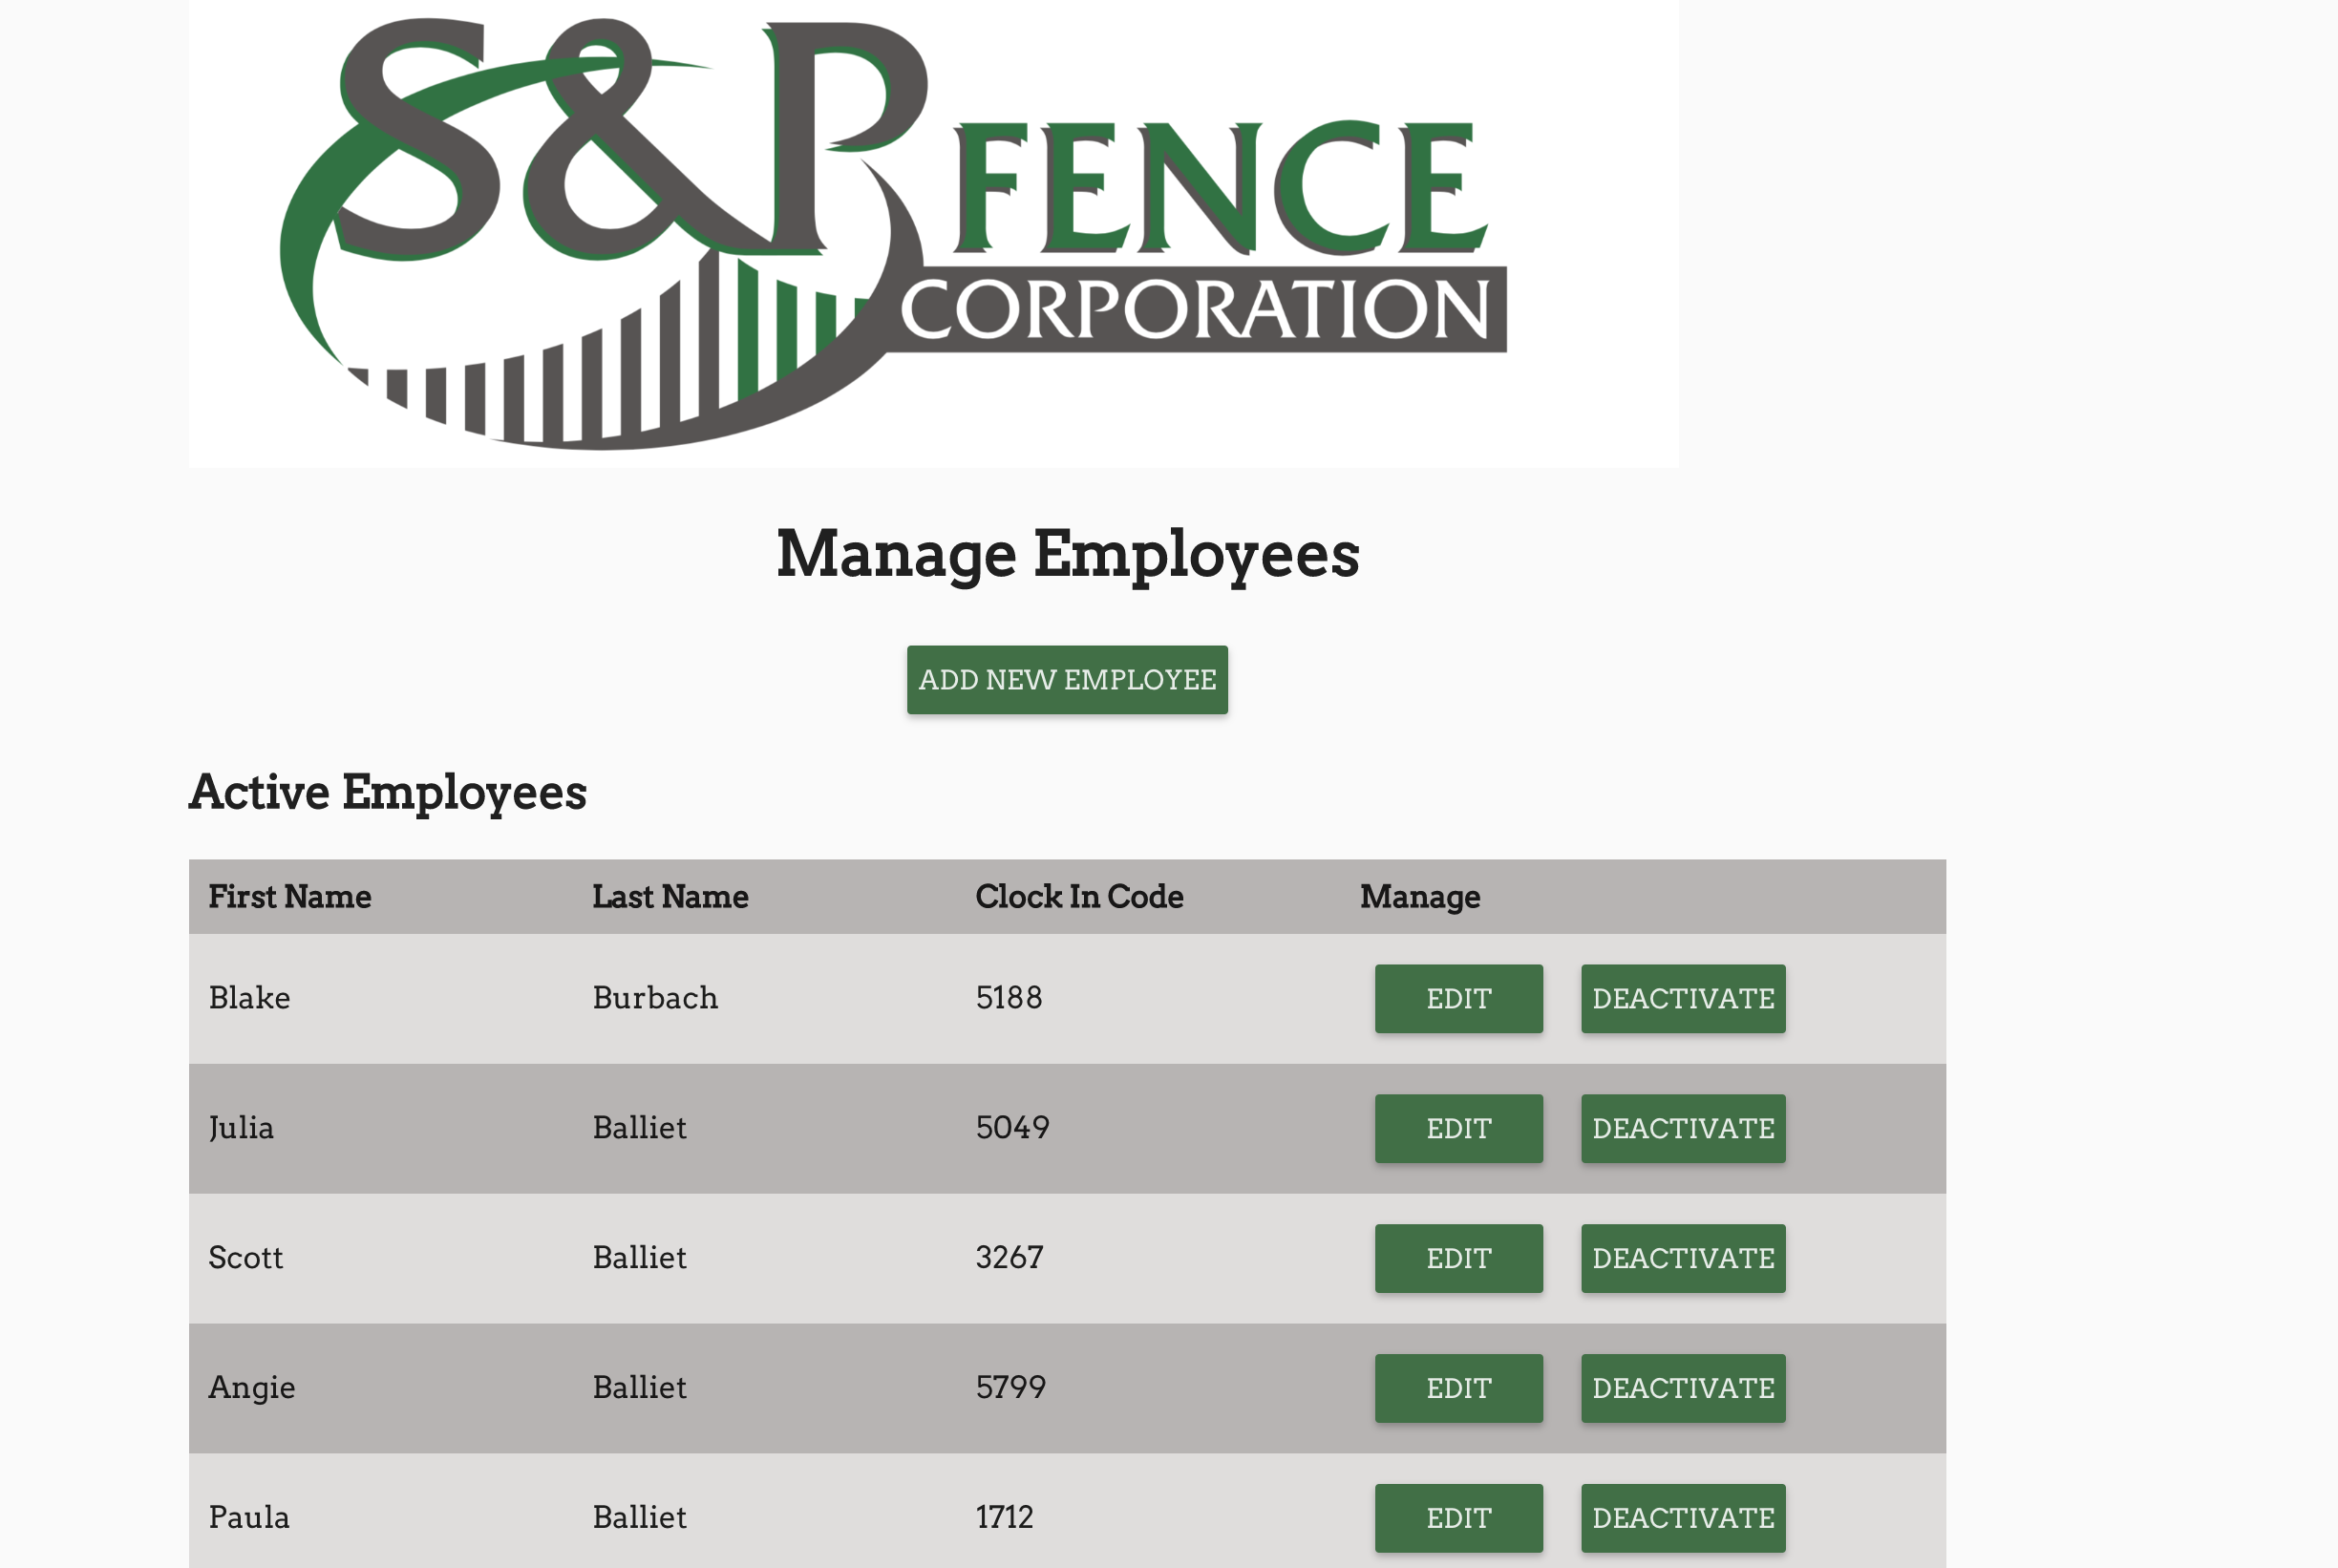 S&P FENCE
CORPORATION
Manage Employees
ADD NEW EMPLOYEE
Active Employees
First Name Last Name Clock In Code Manage
Blake Burbach 5188 EDIT DEACTIVATE
Julia Balliet 5049 EDIT DEACTIVATE
Scott Balliet 3267 EDIT DEACTIVATE
Angie Balliet 5799 EDIT DEACTIVATE
Paula Balliet 1712 EDIT DEACTIVATE